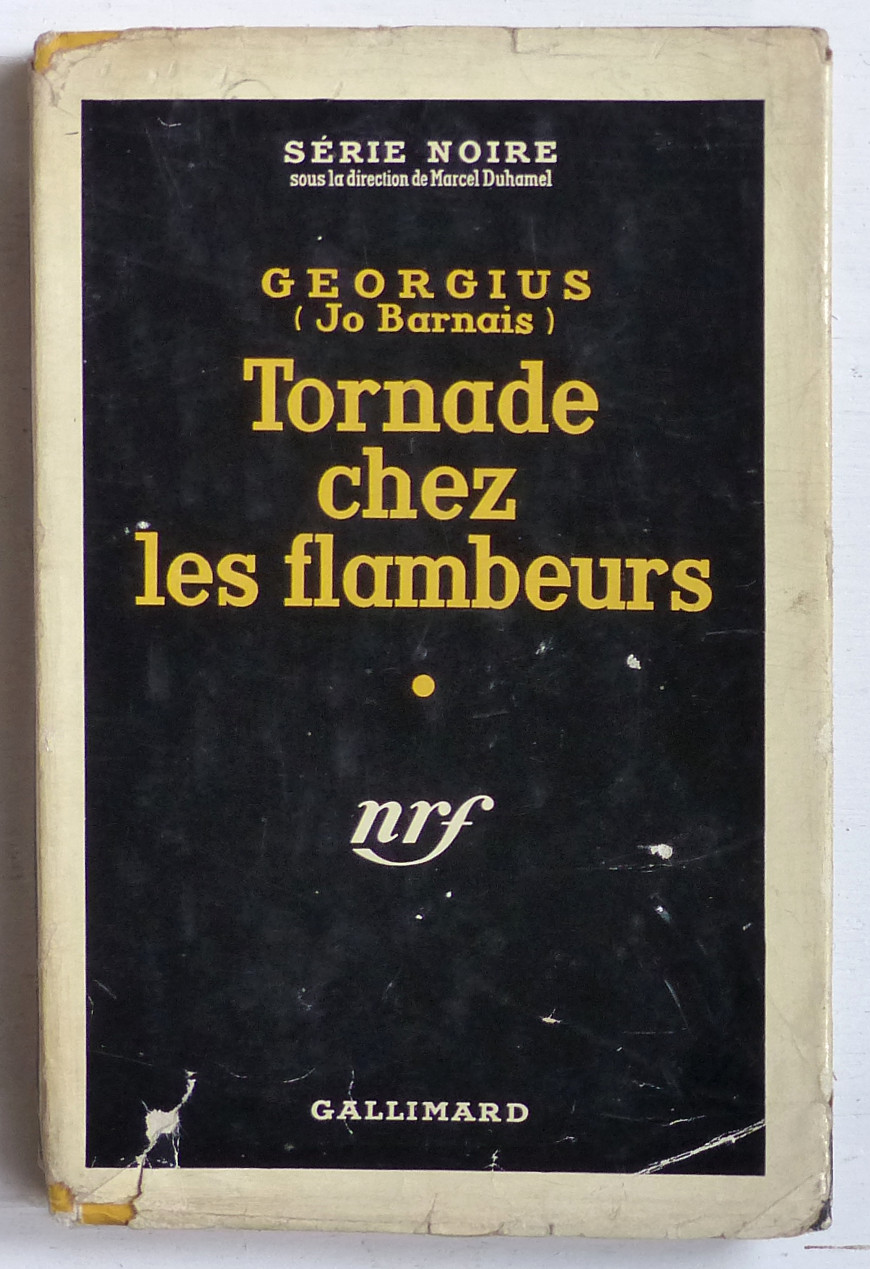 SÉRIE NOIRE
sous la direction de Marcel Duhamel
GEORGIUS
( Jo Barnais )
Tornade
chez
les flambeurs
nrf
GALLIMARD